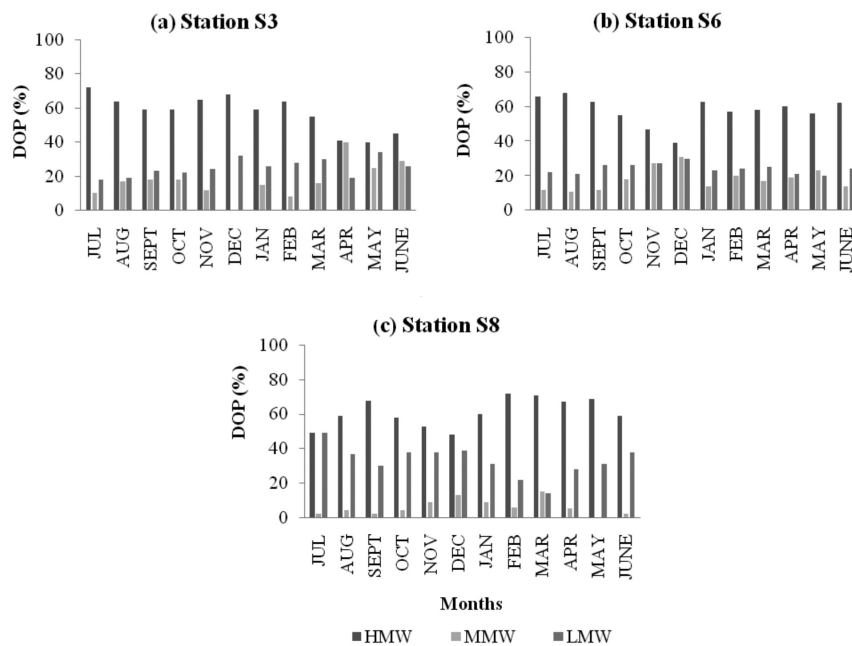 (a) Station S3
100
80
60
40
20
0
DOP (%)
JUL
AUG
SEPT
OCT
NOV
DEC
JAN
FEB
MAR
APR
MAY
JUNE
(b) Station S6
100
80
60
40
20
0
DOP (%)
JUL
AUG
SEPT
OCT
NOV
DEC
JAN
FEB
MAR
APR
MAY
JUNE
(c) Station S8
100
80
60
40
20
0
DOP (%)
JUL
AUG
SEPT
OCT
NOV
DEC
JAN
FEB
MAR
APR
MAY
JUNE
Months
HMW MMW LMW